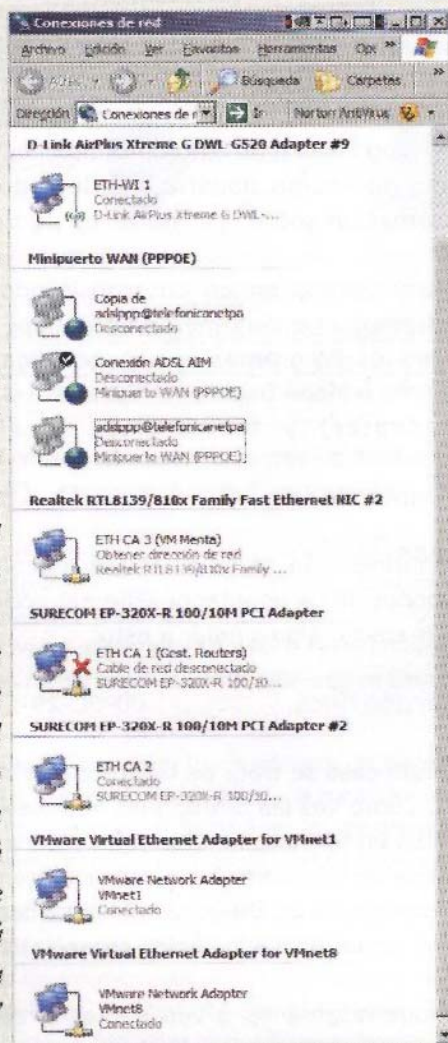 Conexiones de red
Archivo Edición Ver Favoritos Herramientas Opc »
Atrás Búsqueda Carpetas »
Dirección Conexiones de r Ir Norton AntiVirus
D-Link AirPlus Xtreme G DWL-G520 Adapter #9
ETH-WI 1
Conectado
D-Link AirPlus Xtreme G DWL-...
Minipuerto WAN (PPPOE)
Copia de
adslppp@telefonicanetpa
Desconectado
Conexión ADSL AIM
Desconectado
Minipuerto WAN (PPPOE)
adslppp@telefonicanetpa
Desconectado
Minipuerto WAN (PPPOE)
Realtek RTL8139/810x Family Fast Ethernet NIC #2
ETH CA 3 (VM Menta)
Obtener dirección de red
Realtek RTL8139/810x Family ...
SURECOM EP-320X-R 100/10M PCI Adapter
ETH CA 1 (Gest. Routers)
Cable de red desconectado
SURECOM EP-320X-R 100/10...
SURECOM EP-320X-R 100/10M PCI Adapter #2
ETH CA 2
Conectado
SURECOM EP-320X-R 100/10...
VMware Virtual Ethernet Adapter for VMnet1
VMware Network Adapter
VMnet1
Conectado
VMware Virtual Ethernet Adapter for VMnet8
VMware Network Adapter
VMnet8
Conectado